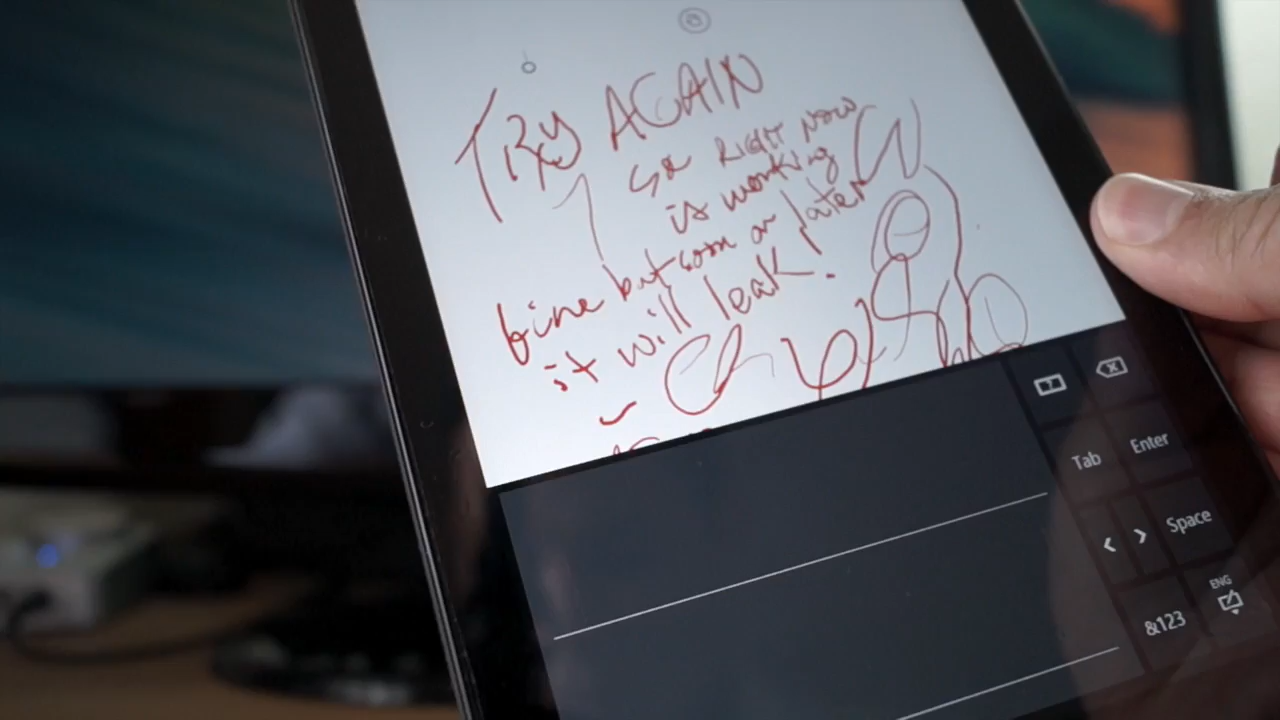 Try AGAIN
So RIGHT NOW
is working
fine but soon or later
it will leak!
Tab
Enter
< >
Space
&123
ENG